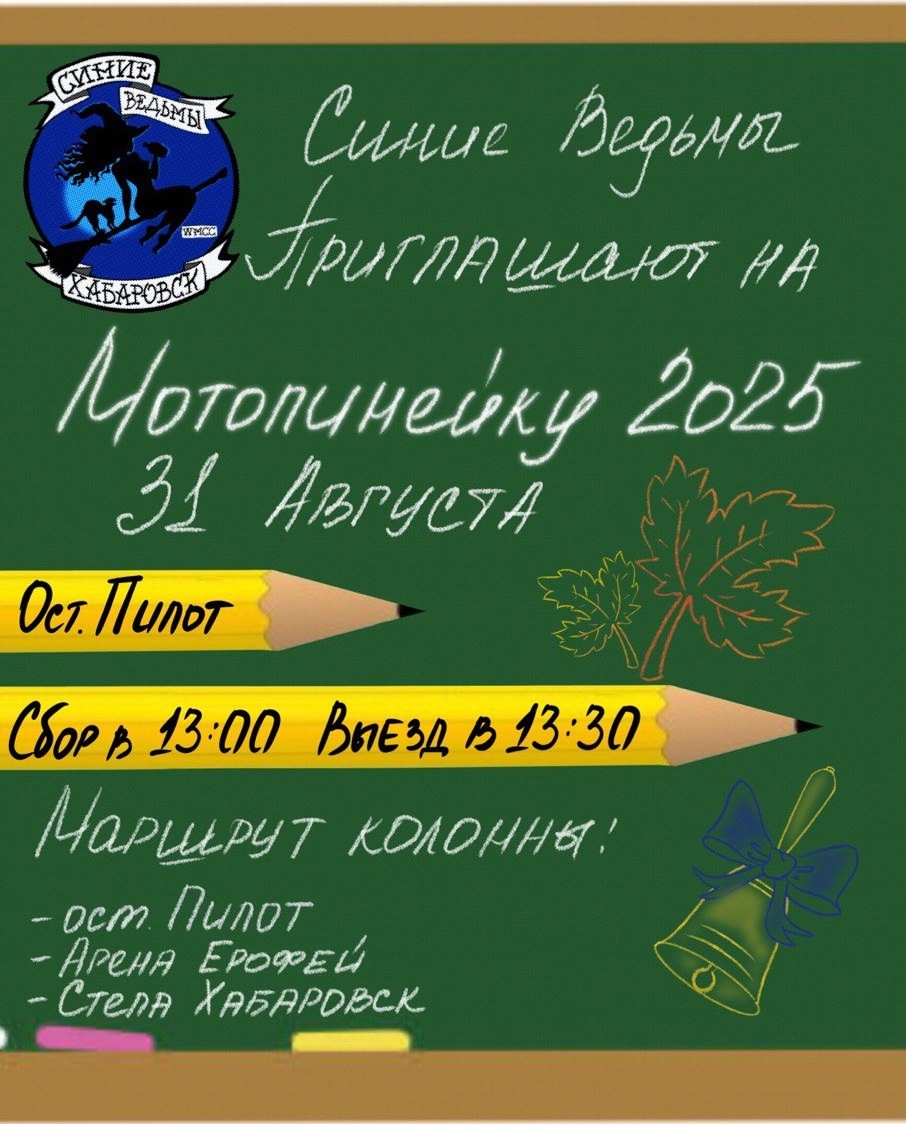 СИНИЕ
ВЕДЬМЫ
WMCC
ХАБАРОВСК
Синие Ведьмы
Приглашают на
Мотолинейку 2025
31 Августа
Ост. Пилот
Сбор в 13:00 Выезд в 13:30
Маршрут колонны:
- ост. Пилот
- Арена Ерофей
- Стела Хабаровск